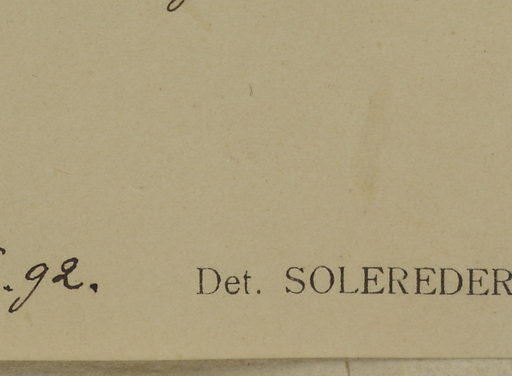 .92. Det. SOLEREDER